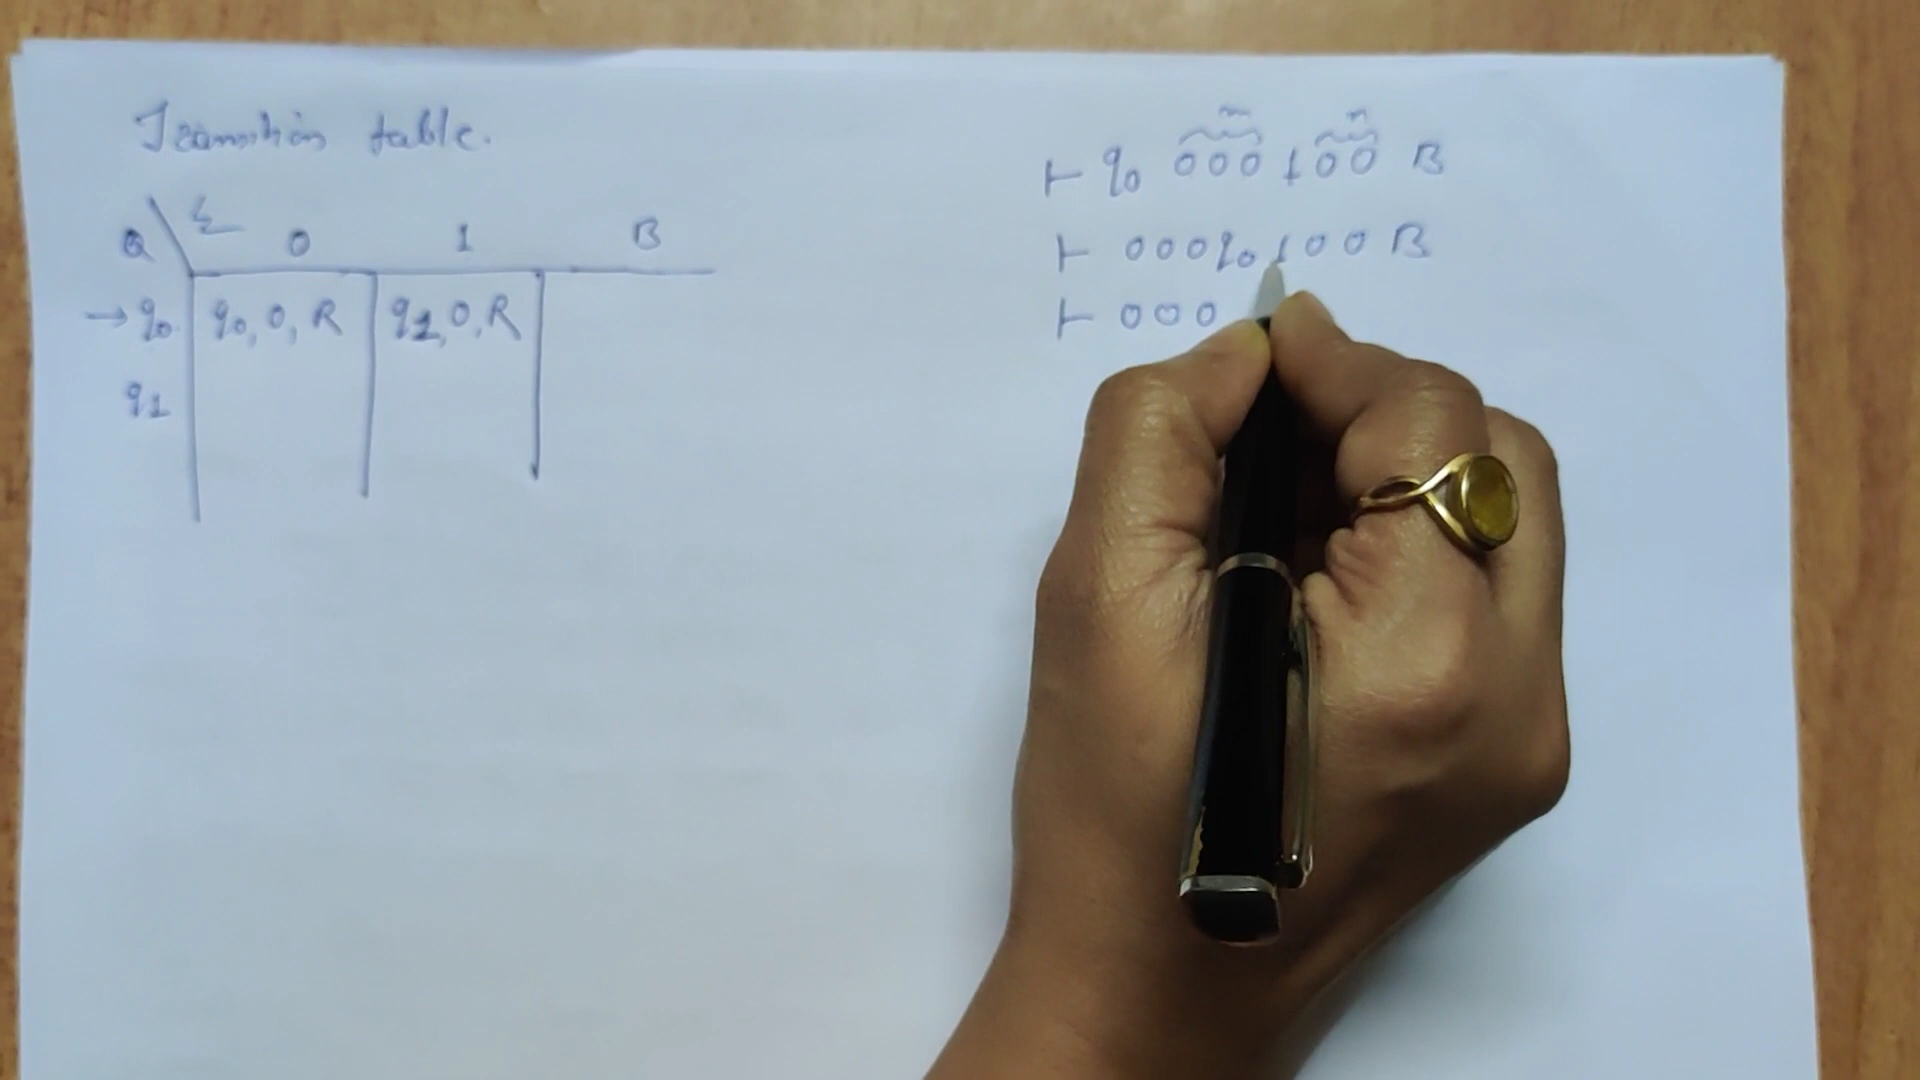 Transition table.
Q Σ 0 1 B
→ q0 q0, 0, R q1, 0, R
q1
m n
⊢ q0 000 1 00 B
⊢ 000 q0 1 00 B
⊢ 000